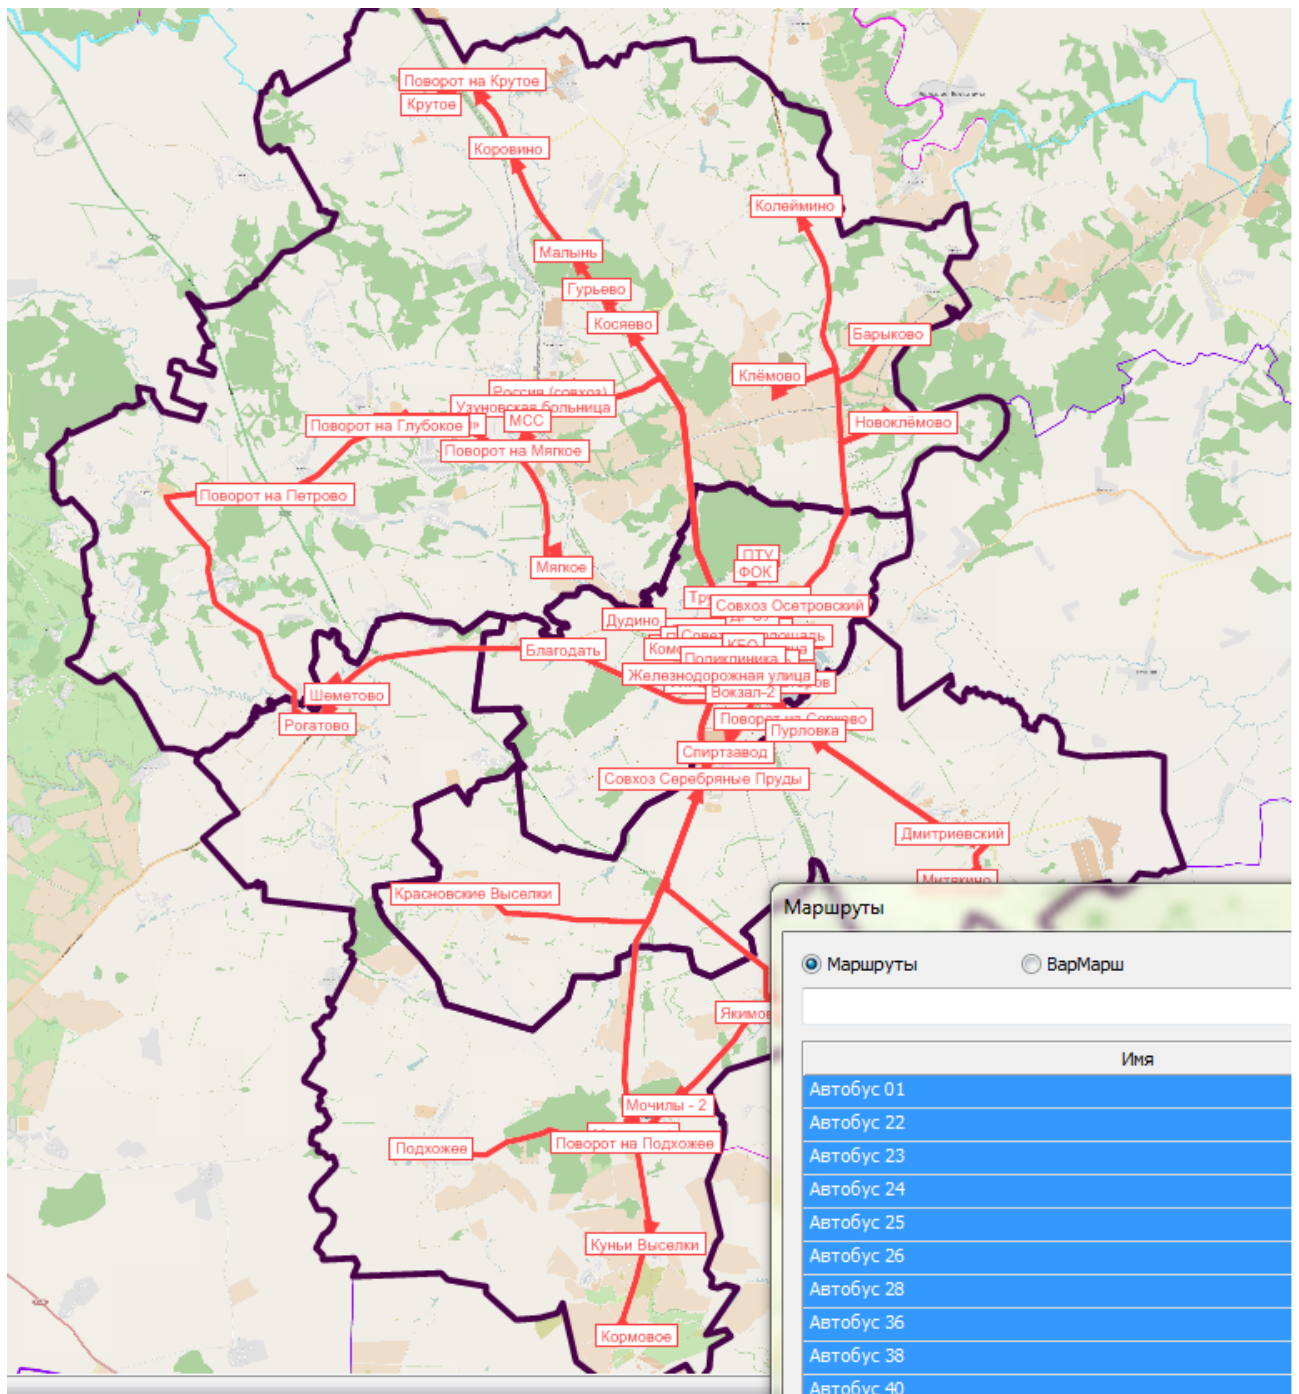 Поворот на Крутое
Крутое
Коровино
Колеймино
Малынь
Гурьево
Косяево
Барыково
Клёмово
Россия (совхоз)
Узуновская больница
МСС
Поворот на Глубокое
Новоклёмово
Поворот на Мягкое
Поворот на Петрово
ПТУ
Мягкое
ФОК
Совхоз Осетровский
Дудино
КБО
Благодать
Поликлиника
Железнодорожная улица
Шеметово
Вокзал-2
Рогатово
Пурловка
Спиртзавод
Совхоз Серебряные Пруды
Дмитриевский
Митякино
Красновские Выселки
Маршруты
Маршруты
ВарМарш
Имя
Автобус 01
Автобус 22
Автобус 23
Автобус 24
Автобус 25
Автобус 26
Автобус 28
Автобус 36
Автобус 38
Автобус 40
Мочилы - 2
Поворот на Подхожее
Подхожее
Куньи Выселки
Кормовое